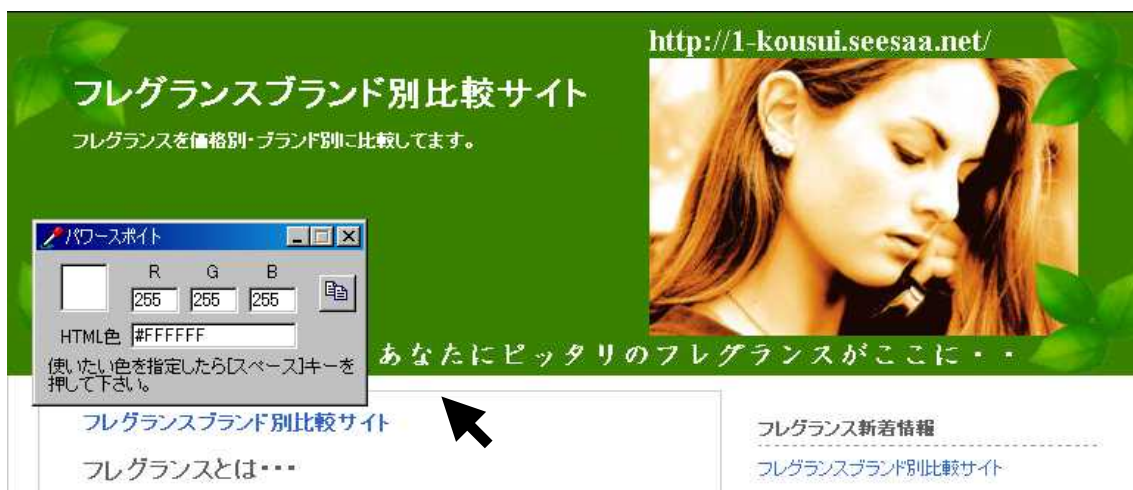 http://1-kousui.seesaa.net/
フレグランスブランド別比較サイト
フレグランスを価格別・ブランド別に比較してます。
パワースポイト
R G B
255 255 255
HTML色 #FFFFFF
使いたい色を指定したら[スペース]キーを
押して下さい。
あなたにピッタリのフレグランスがここに・・
フレグランスブランド別比較サイト
フレグランスとは・・・
フレグランス新着情報
フレグランスブランド別比較サイト